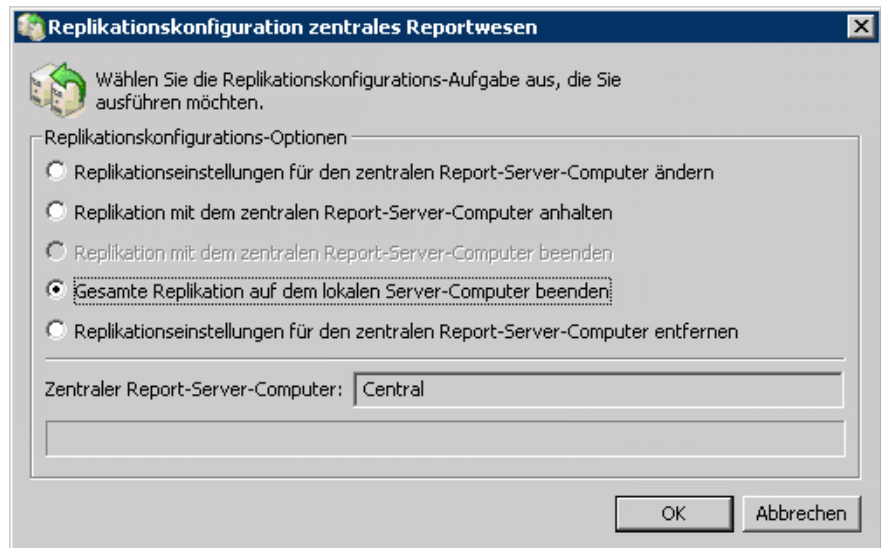 Replikationskonfiguration zentrales Reportwesen
Wählen Sie die Replikationskonfigurations-Aufgabe aus, die Sie
ausführen möchten.
Replikationskonfigurations-Optionen
Replikationseinstellungen für den zentralen Report-Server-Computer ändern
Replikation mit dem zentralen Report-Server-Computer anhalten
Replikation mit dem zentralen Report-Server-Computer beenden
Gesamte Replikation auf dem lokalen Server-Computer beenden
Replikationseinstellungen für den zentralen Report-Server-Computer entfernen
Zentraler Report-Server-Computer: Central
OK Abbrechen